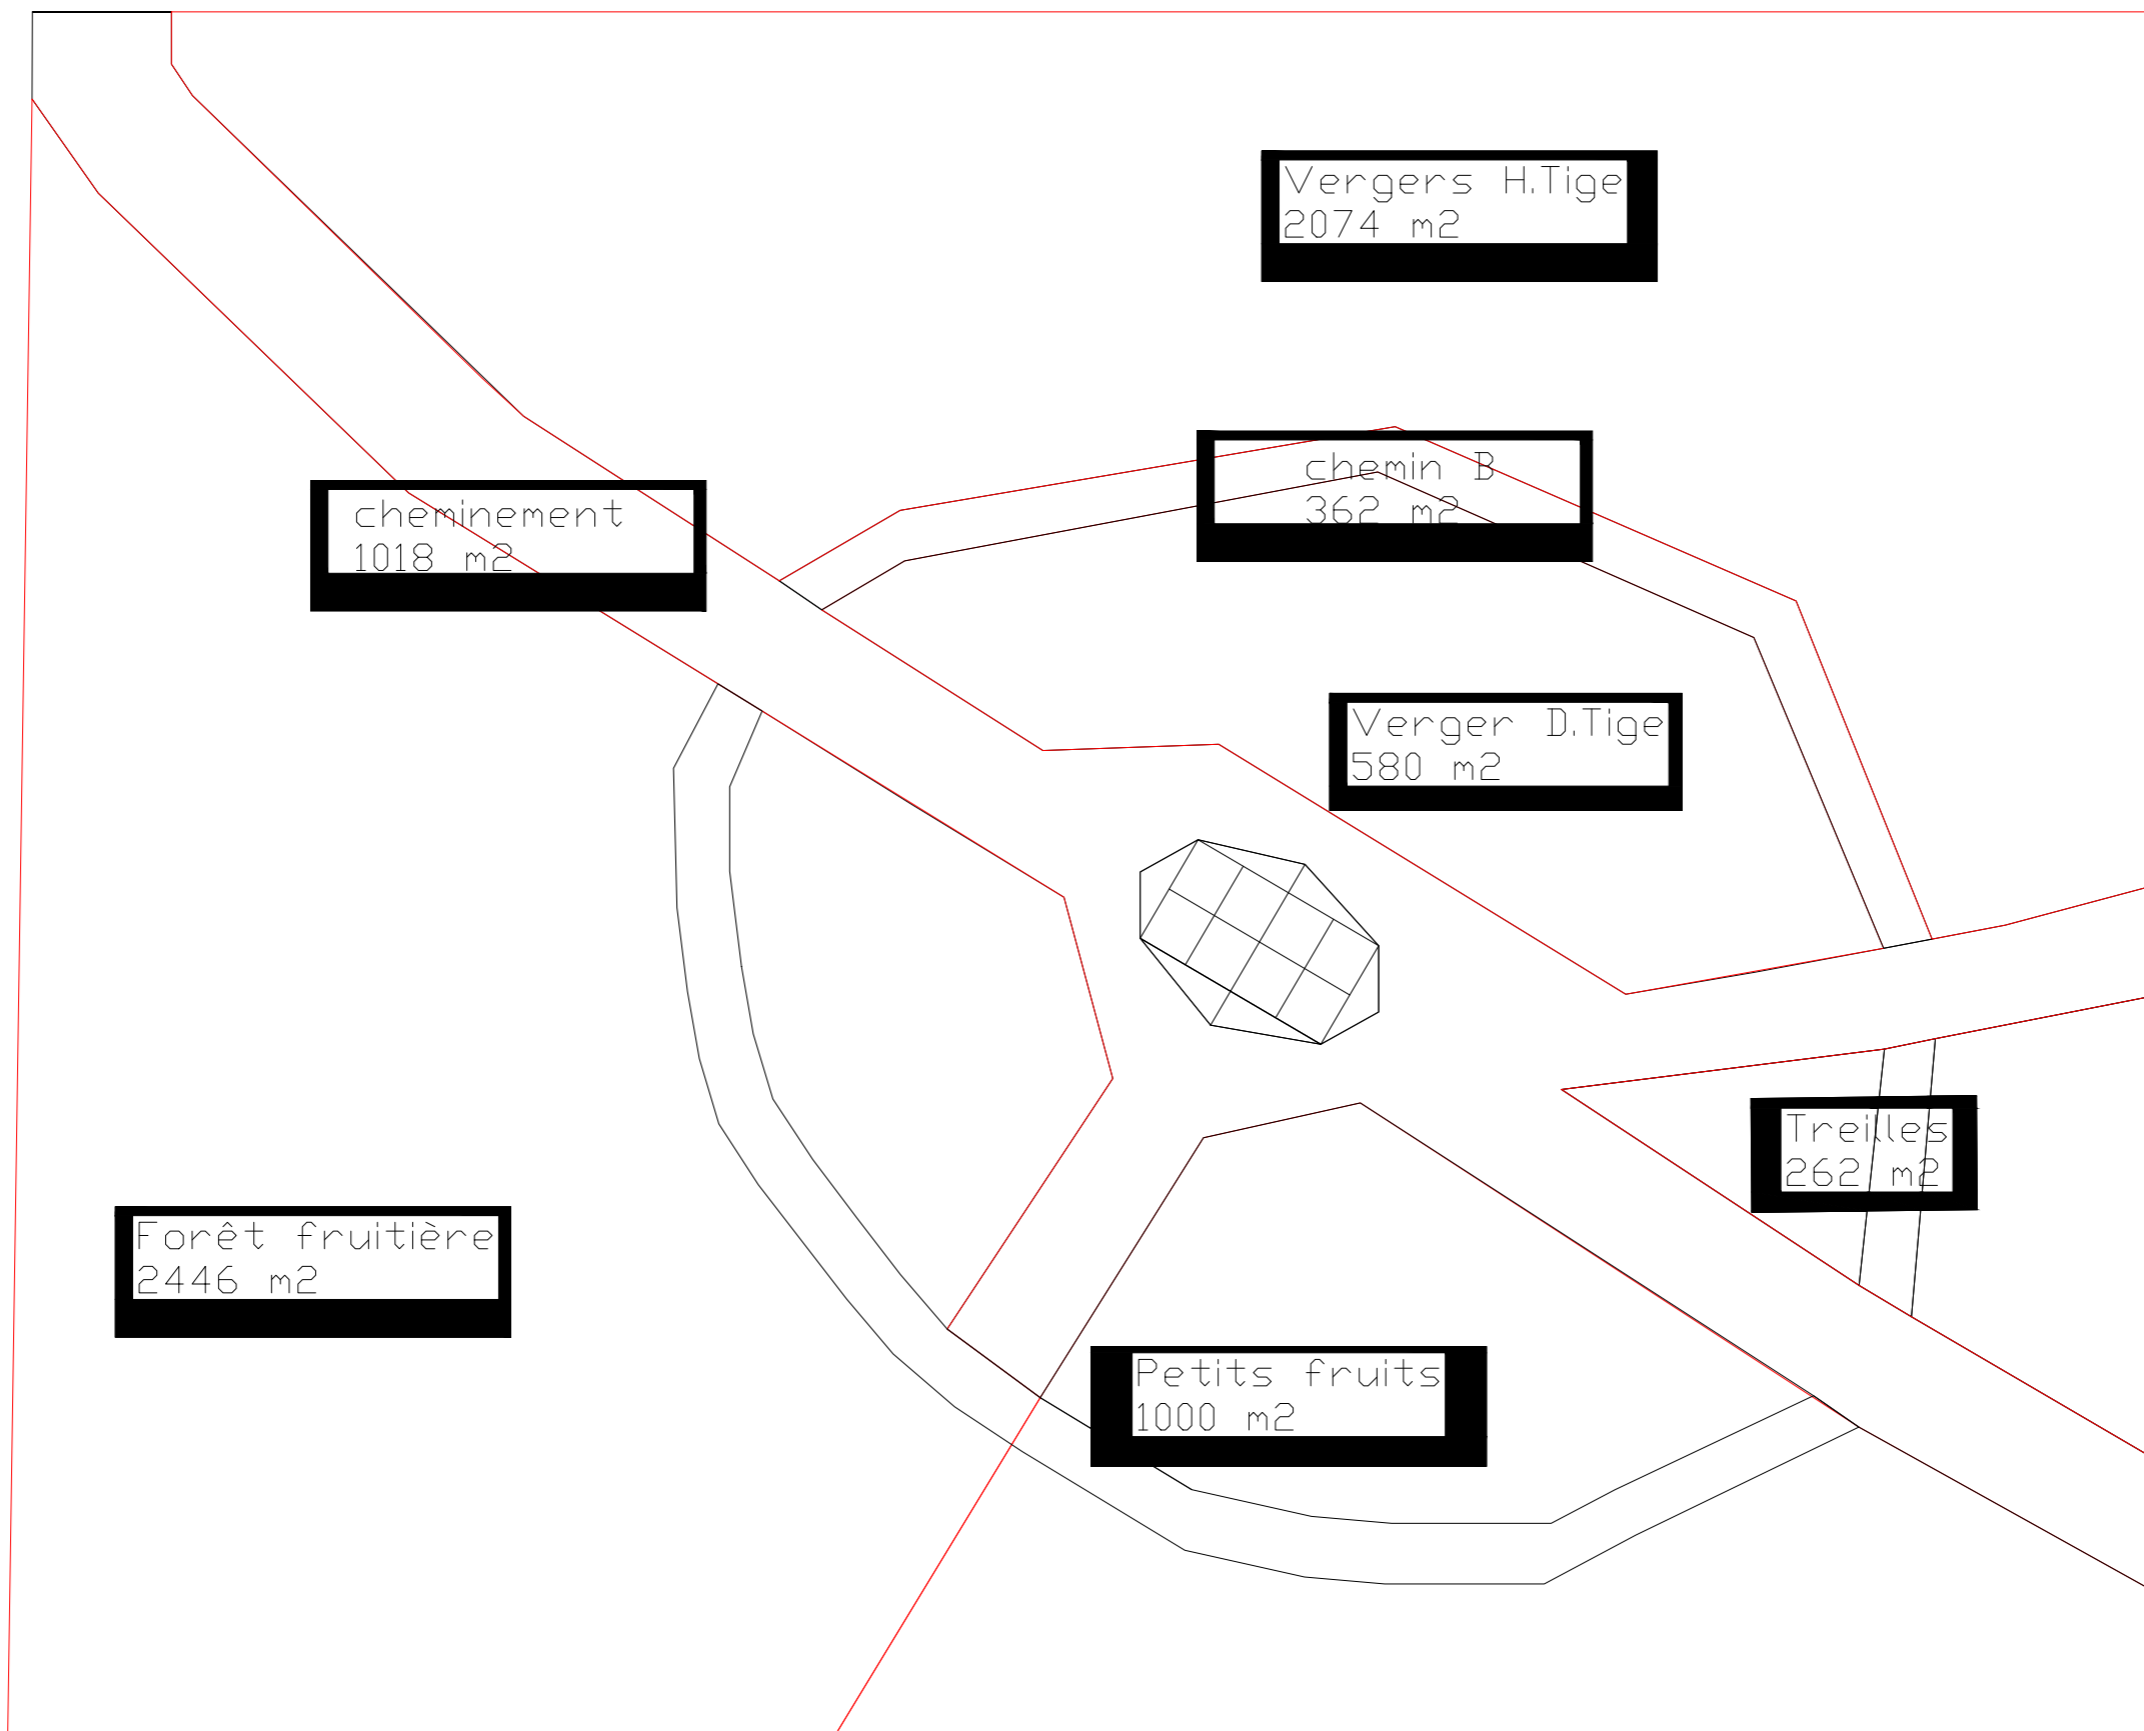 Vergers H.Tige
2074 m2
chemin B
362 m2
cheminement
1018 m2
Verger D.Tige
580 m2
Treilles
262 m2
Forêt fruitière
2446 m2
Petits fruits
1000 m2